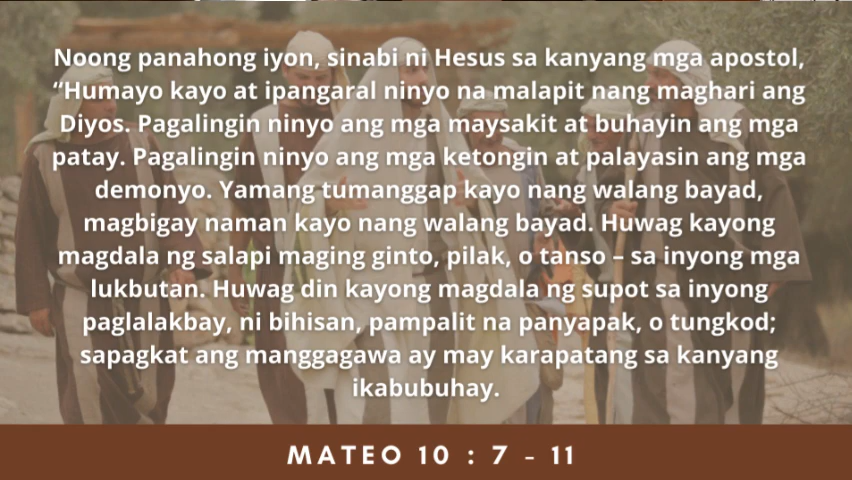 Noong panahong iyon, sinabi ni Hesus sa kanyang mga apostol,
“Humayo kayo at ipangaral ninyo na malapit nang maghari ang
Diyos. Pagalingin ninyo ang mga maysakit at buhayin ang mga
patay. Pagalingin ninyo ang mga ketongin at palayasin ang mga
demonyo. Yamang tumanggap kayo nang walang bayad,
magbigay naman kayo nang walang bayad. Huwag kayong
magdala ng salapi maging ginto, pilak, o tanso – sa inyong mga
lukbutan. Huwag din kayong magdala ng supot sa inyong
paglalakbay, ni bihisan, pampalit na panyapak, o tungkod;
sapagkat ang manggagawa ay may karapatang sa kanyang
ikabubuhay.
MATEO 10 : 7 - 11